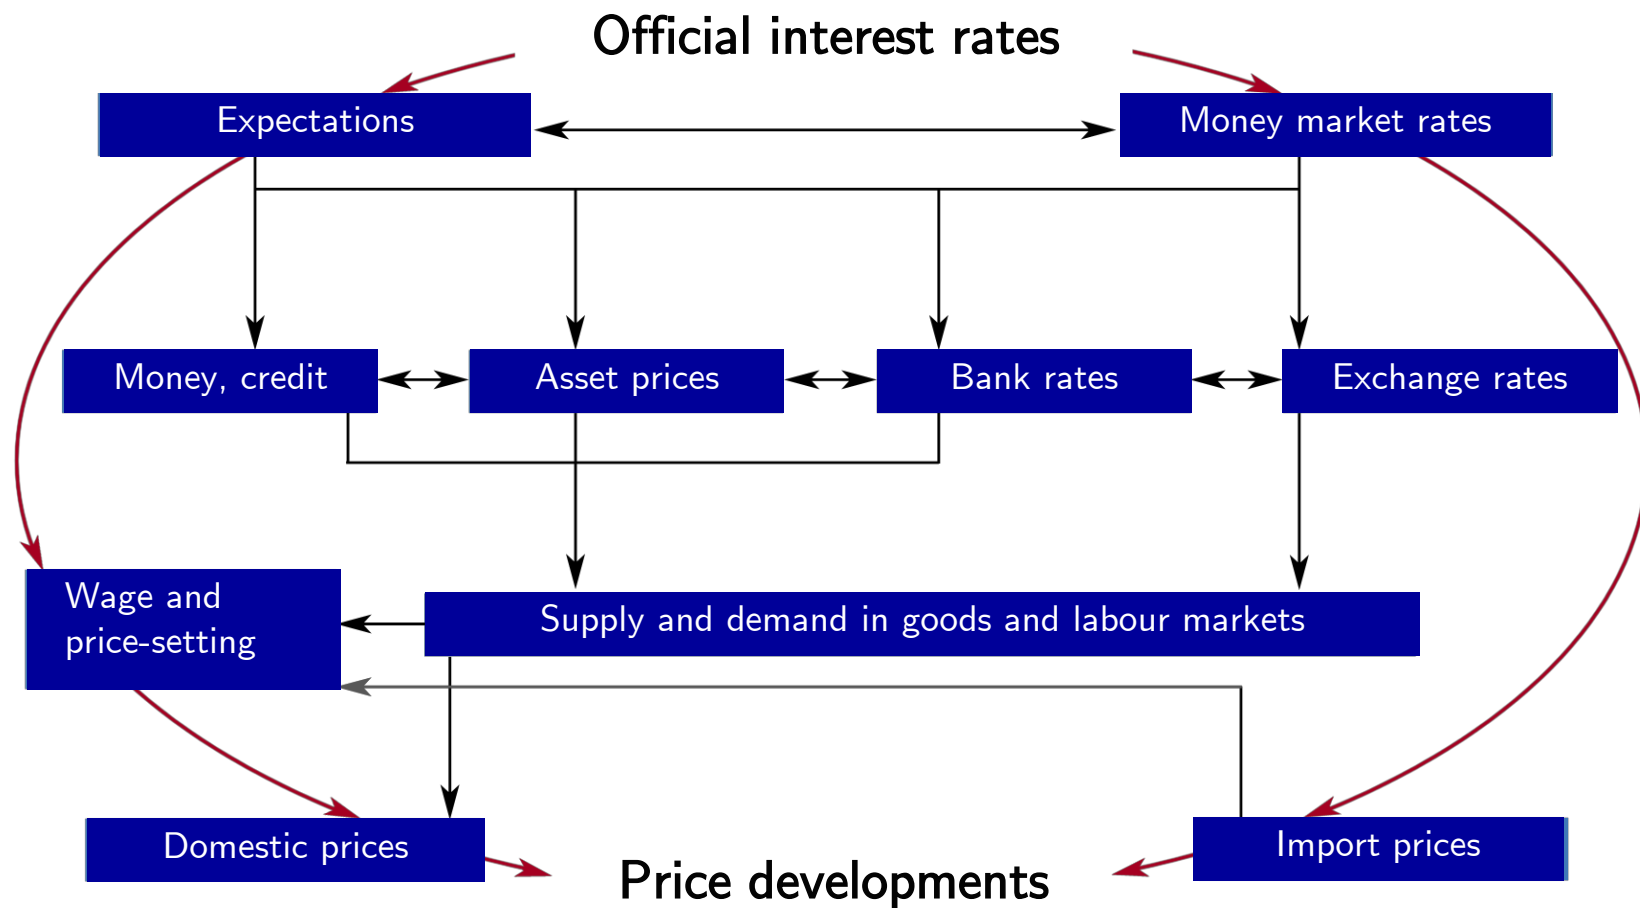 Official interest rates
Expectations
Money market rates
Money, credit
Asset prices
Bank rates
Exchange rates
Wage and
price-setting
Supply and demand in goods and labour markets
Domestic prices
Import prices
Price developments